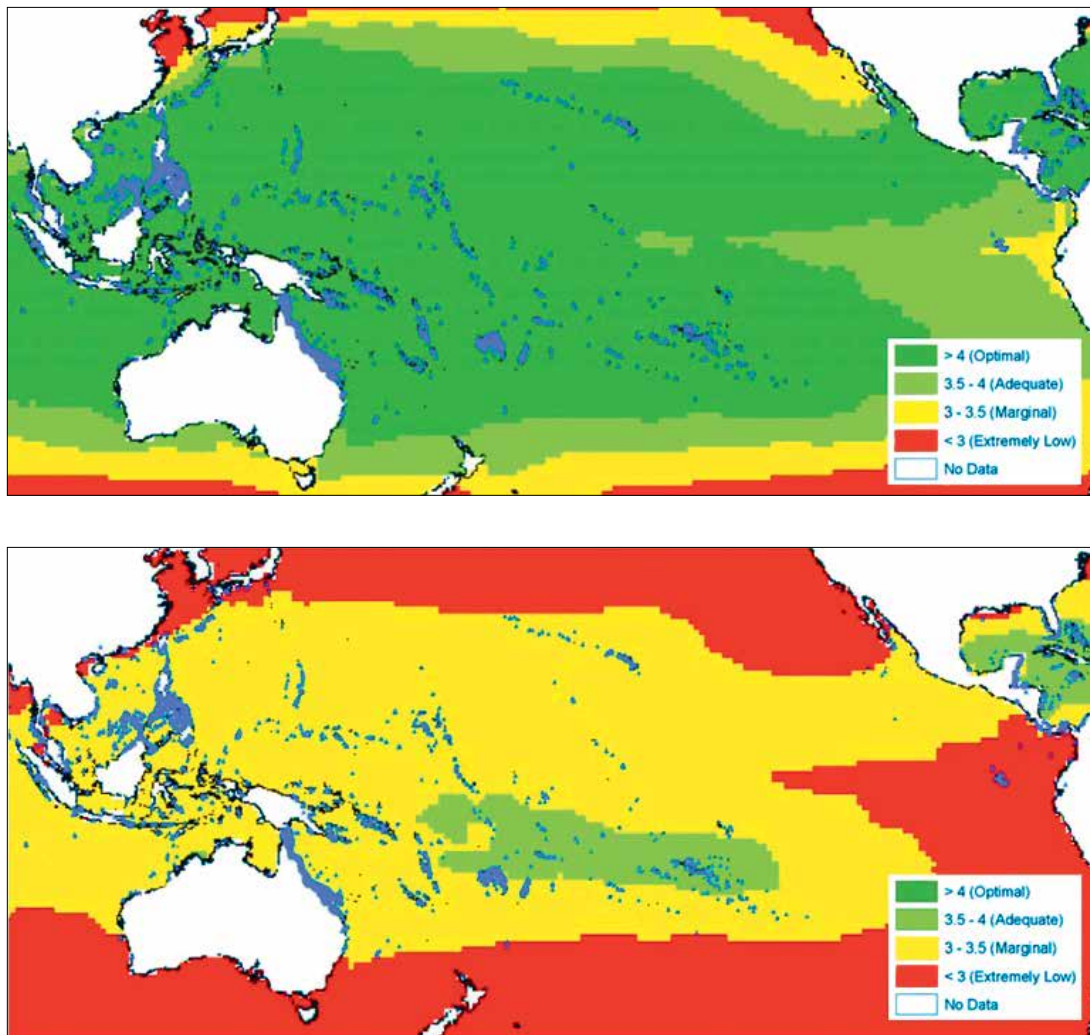 > 4 (Optimal)
3.5 - 4 (Adequate)
3 - 3.5 (Marginal)
< 3 (Extremely Low)
No Data
> 4 (Optimal)
3.5 - 4 (Adequate)
3 - 3.5 (Marginal)
< 3 (Extremely Low)
No Data